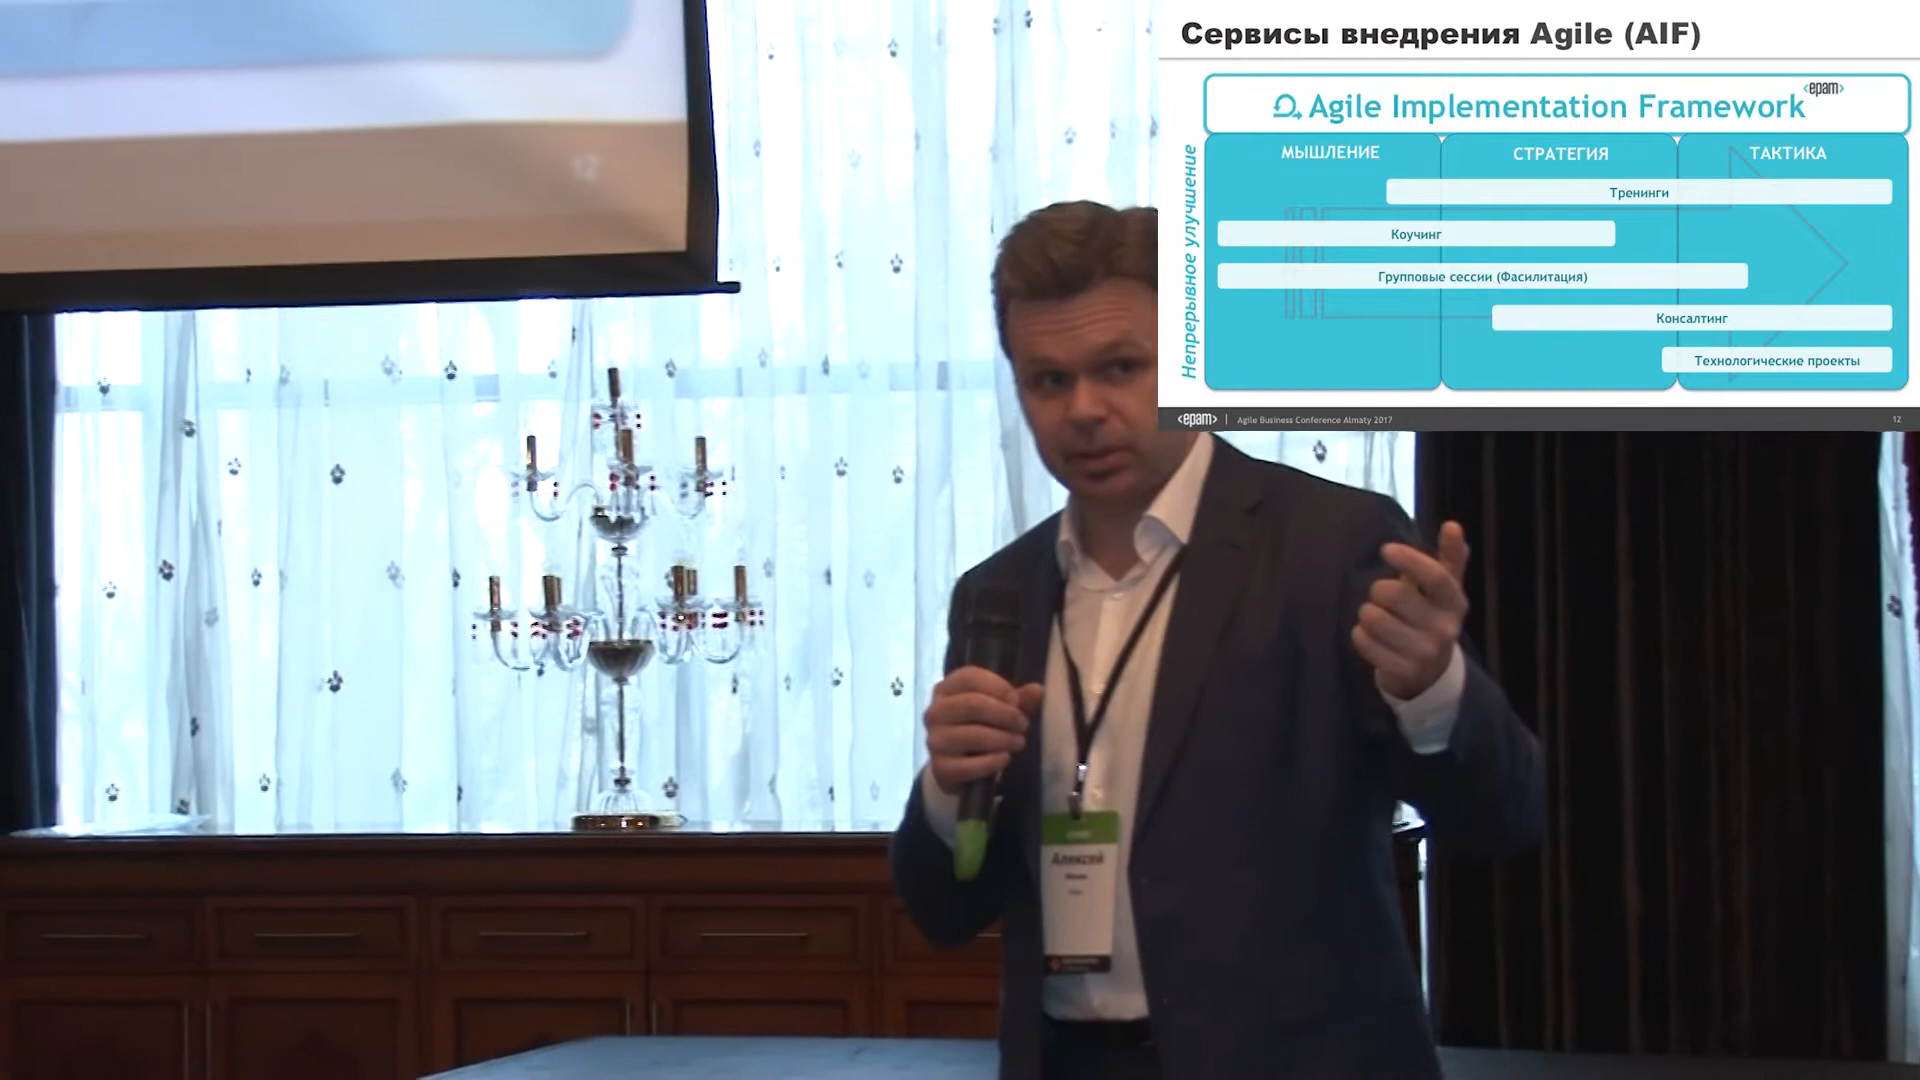 12
Сервисы внедрения Agile (AIF)
Agile Implementation Framework
<epam>
Непрерывное улучшение
МЫШЛЕНИЕ
СТРАТЕГИЯ
ТАКТИКА
Тренинги
Коучинг
Групповые сессии (Фасилитация)
Консалтинг
Технологические проекты
<epam> | Agile Business Conference Almaty 2017
12
Алексей